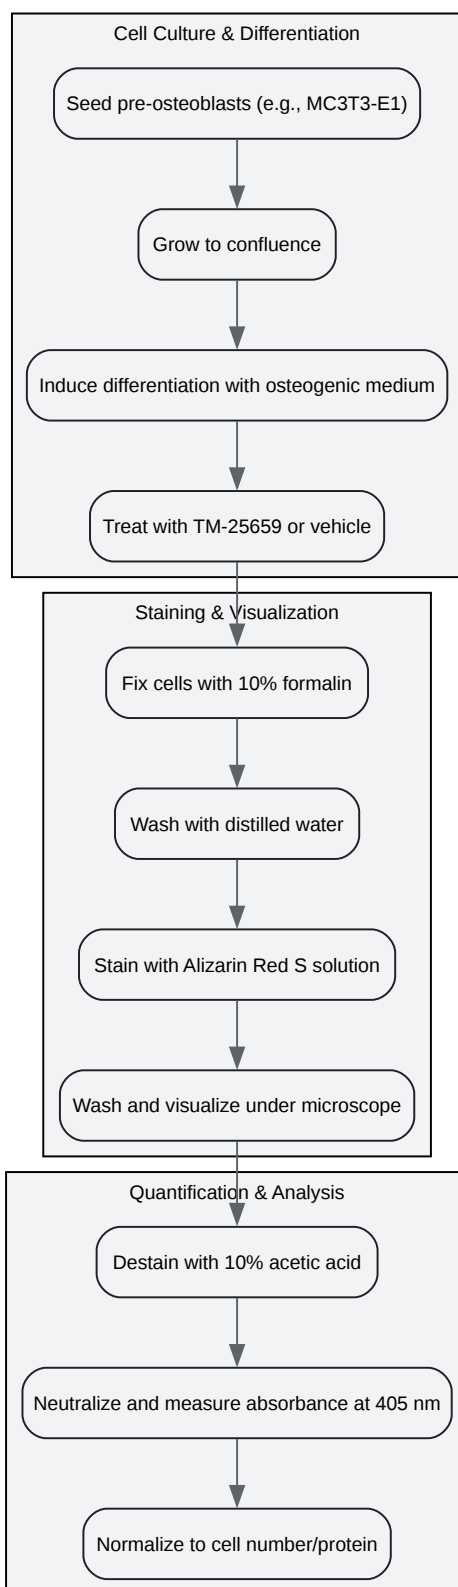 Cell Culture & Differentiation
Seed pre-osteoblasts (e.g., MC3T3-E1)
Grow to confluence
Induce differentiation with osteogenic medium
Treat with TM-25659 or vehicle
Staining & Visualization
Fix cells with 10% formalin
Wash with distilled water
Stain with Alizarin Red S solution
Wash and visualize under microscope
Quantification & Analysis
Destain with 10% acetic acid
Neutralize and measure absorbance at 405 nm
Normalize to cell number/protein